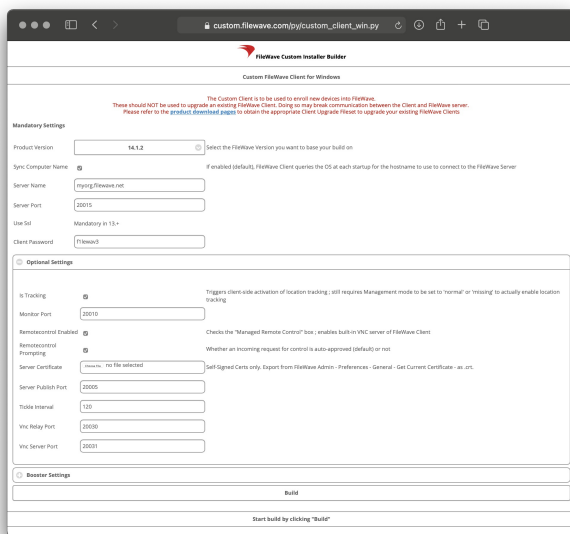 custom.filewave.com/py/custom_client_win.py
FileWave Custom Installer Builder
Custom FileWave Client for Windows
The Custom Client is to be used to enroll new devices into FileWave.
These should NOT be used to upgrade an existing FileWave Client. Doing so may break communication between the Client and FileWave server.
Please refer to the product download pages to obtain the appropriate Client Upgrade Fileset to upgrade your existing FileWave Clients
Mandatory Settings
Product Version 14.1.2 Select the FileWave Version you want to base your build on
Sync Computer Name If enabled (default), FileWave Client queries the OS at each startup for the hostname to use to connect to the FileWave Server
Server Name myorg.filewave.net
Server Port 20015
Use Ssl Mandatory in 13.+
Client Password f1lewav3
Optional Settings
Is Tracking Triggers client-side activation of location tracking ; still requires Management mode to be set to 'normal' or 'missing' to actually enable location
tracking
Monitor Port 20010
Remotecontrol Enabled Checks the "Managed Remote Control" box ; enables built-in VNC server of FileWave Client
Remotecontrol
Prompting Whether an incoming request for control is auto-approved (default) or not
Server Certificate choose file no file selected Self-Signed Certs only. Export from FileWave Admin - Preferences - General - Get Current Certificate - as .crt.
Server Publish Port 20005
Tickle Interval 120
Vnc Relay Port 20030
Vnc Server Port 20031
Booster Settings
Build
Start build by clicking "Build"